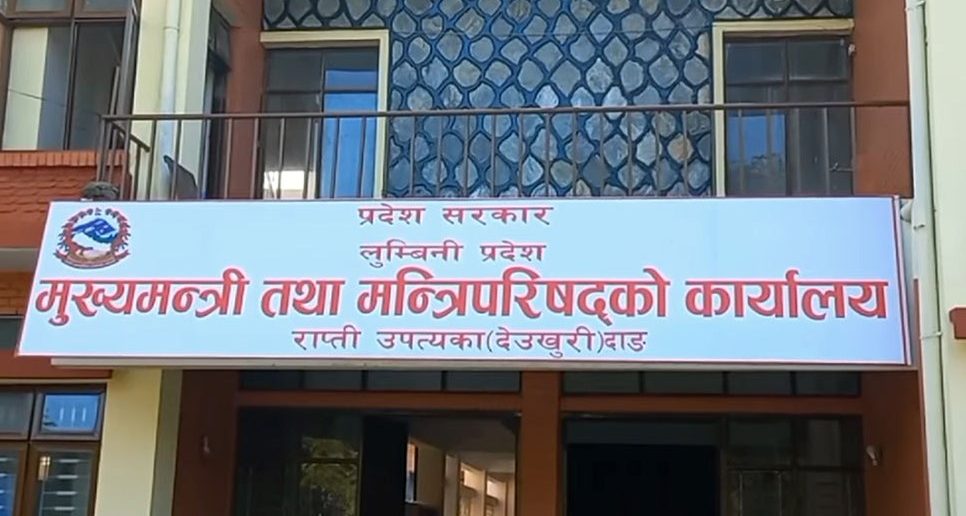 प्रदेश सरकार
लुम्बिनी प्रदेश
मुख्यमन्त्री तथा मन्त्रिपरिषद्को कार्यालय
राप्ती उपत्यका(देउखुरी)दाङ